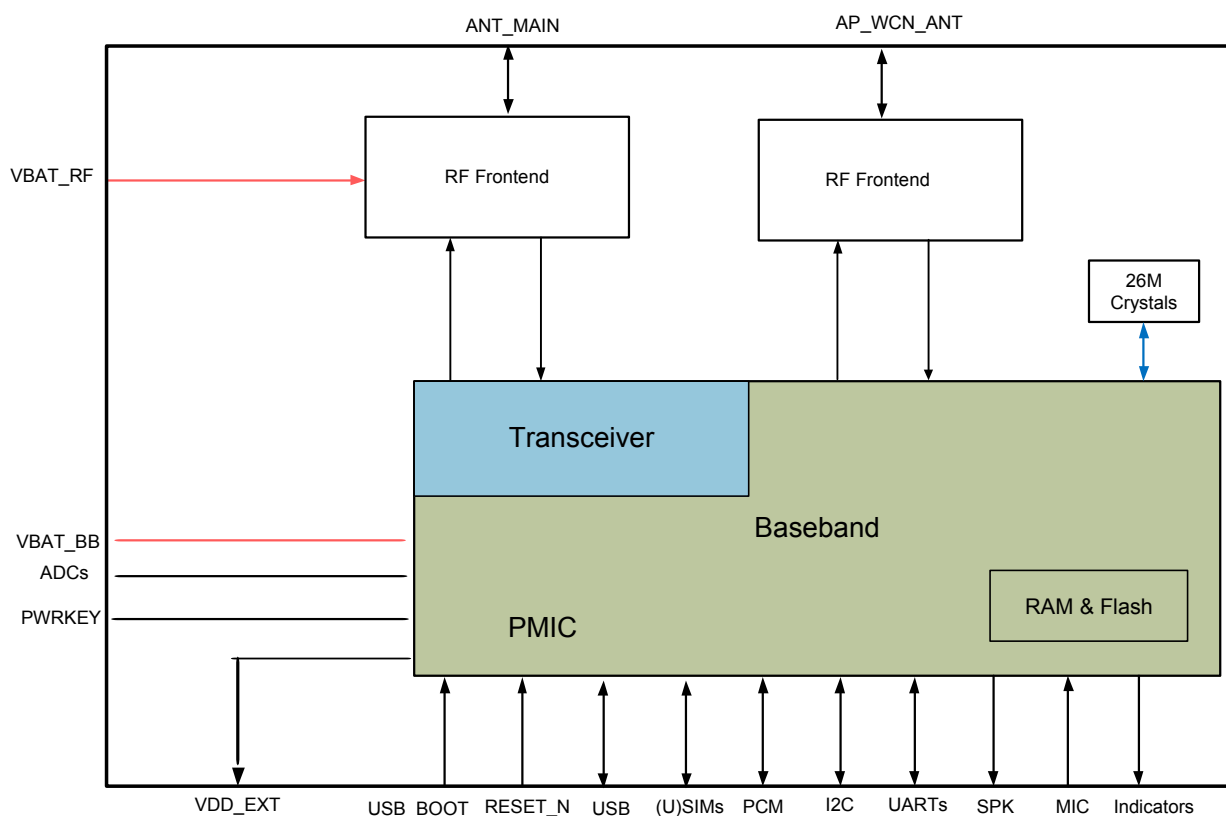 ANT_MAIN
AP_WCN_ANT
VBAT_RF
RF Frontend
RF Frontend
26M
Crystals
Transceiver
Baseband
VBAT_BB
ADCs
PWRKEY
RAM & Flash
PMIC
VDD_EXT
USB_BOOT
RESET_N
USB
(U)SIMs
PCM
I2C
UARTs
SPK
MIC
Indicators